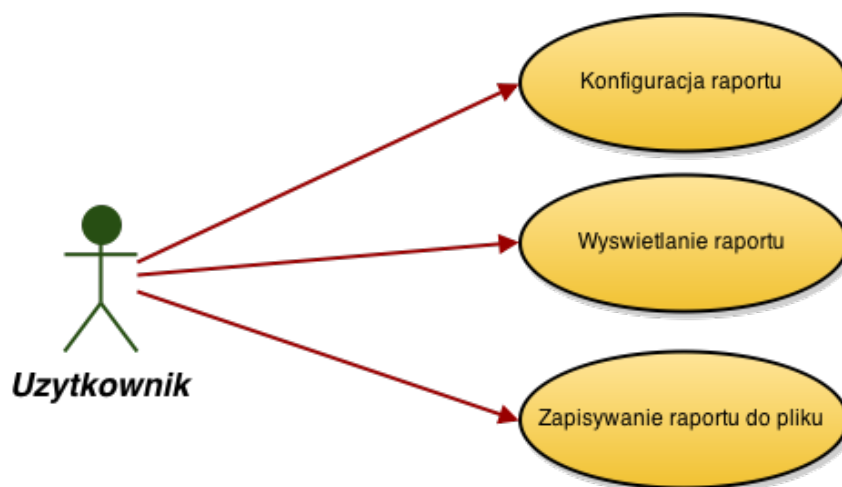 Konfiguracja raportu
Wyswietlanie raportu
Uzytkownik
Zapisywanie raportu do pliku